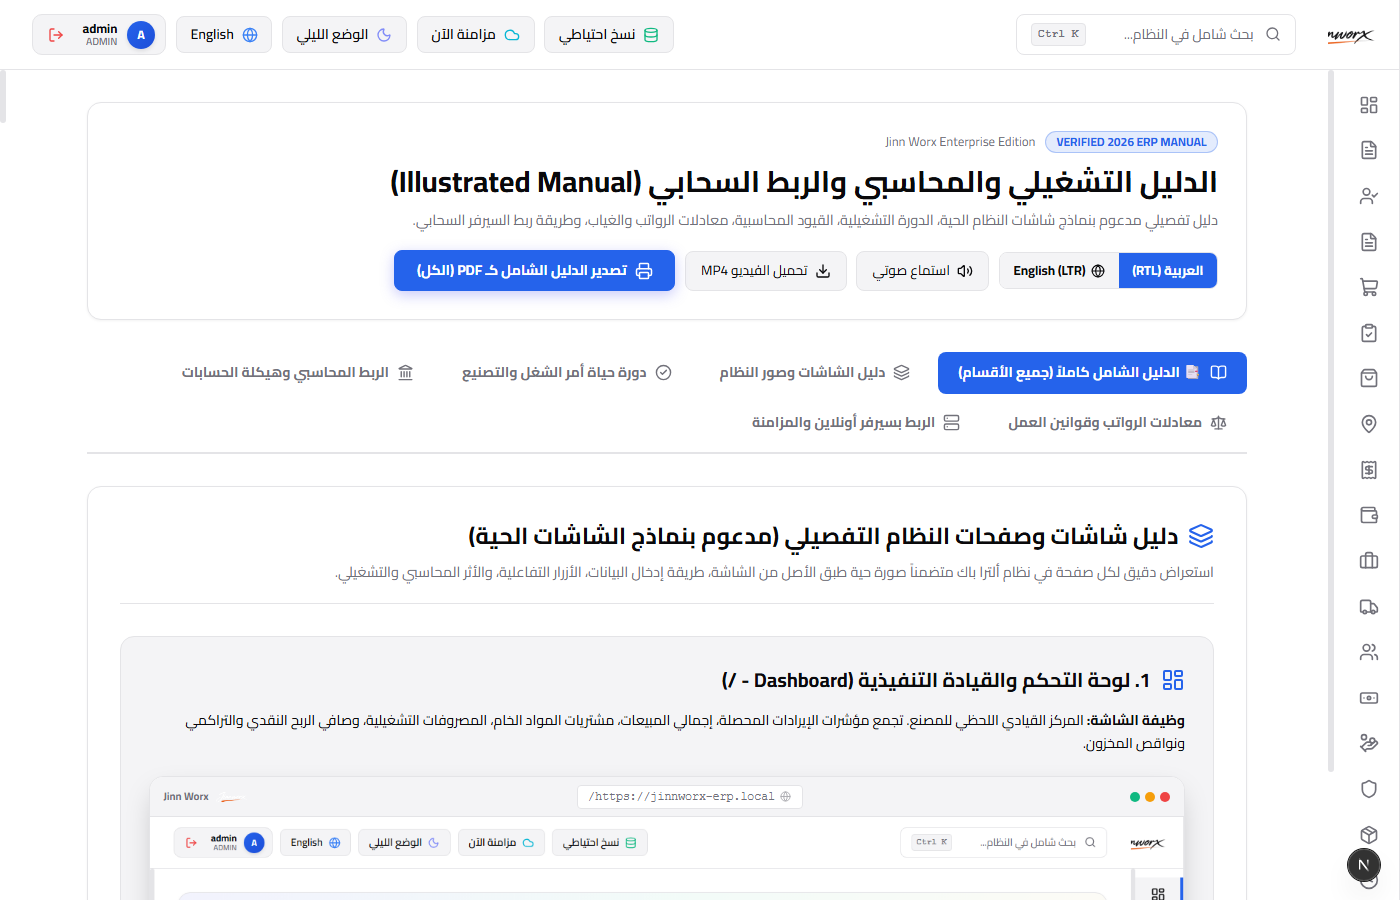 nworx
بحث شامل في النظام...
Ctrl K
نسخ احتياطي
مزامنة الآن
الوضع الليلي
English
A
admin
ADMIN
VERIFIED 2026 ERP MANUAL
Jinn Worx Enterprise Edition
الدليل التشغيلي والمحاسبي والربط السحابي (Illustrated Manual)
دليل تفصيلي مدعوم بنماذج شاشات النظام الحية، الدورة التشغيلية، القيود المحاسبية، معادلات الرواتب والغياب، وطريقة ربط السيرفر السحابي.
العربية (RTL)
English (LTR)
استماع صوتي
تحميل الفيديو MP4
تصدير الدليل الشامل كـ PDF (الكل)
الدليل الشامل كاملاً (جميع الأقسام)
دليل الشاشات وصور النظام
دورة حياة أمر الشغل والتصنيع
الربط المحاسبي وهيكلة الحسابات
معادلات الرواتب وقوانين العمل
الربط بسيرفر أونلاين والمزامنة
دليل شاشات وصفحات النظام التفصيلي (مدعوم بنماذج الشاشات الحية)
استعراض دقيق لكل صفحة في نظام ألترا باك متضمناً صورة حية طبق الأصل من الشاشة، طريقة إدخال البيانات، الأزرار التفاعلية، والأثر المحاسبي والتشغيلي.
1. لوحة التحكم والقيادة التنفيذية (Dashboard - /)
وظيفة الشاشة: المركز القيادي اللحظي للمصنع. تجمع مؤشرات الإيرادات المحصلة، إجمالي المبيعات، مشتريات المواد الخام، المصروفات التشغيلية، وصافي الربح النقدي والتراكمي
ونواقص المخزون.
/https://jinnworx-erp.local
Jinn Worx
nworx
بحث شامل في النظام...
Ctrl K
نسخ احتياطي
مزامنة الآن
الوضع الليلي
English
A
admin
ADMIN
N